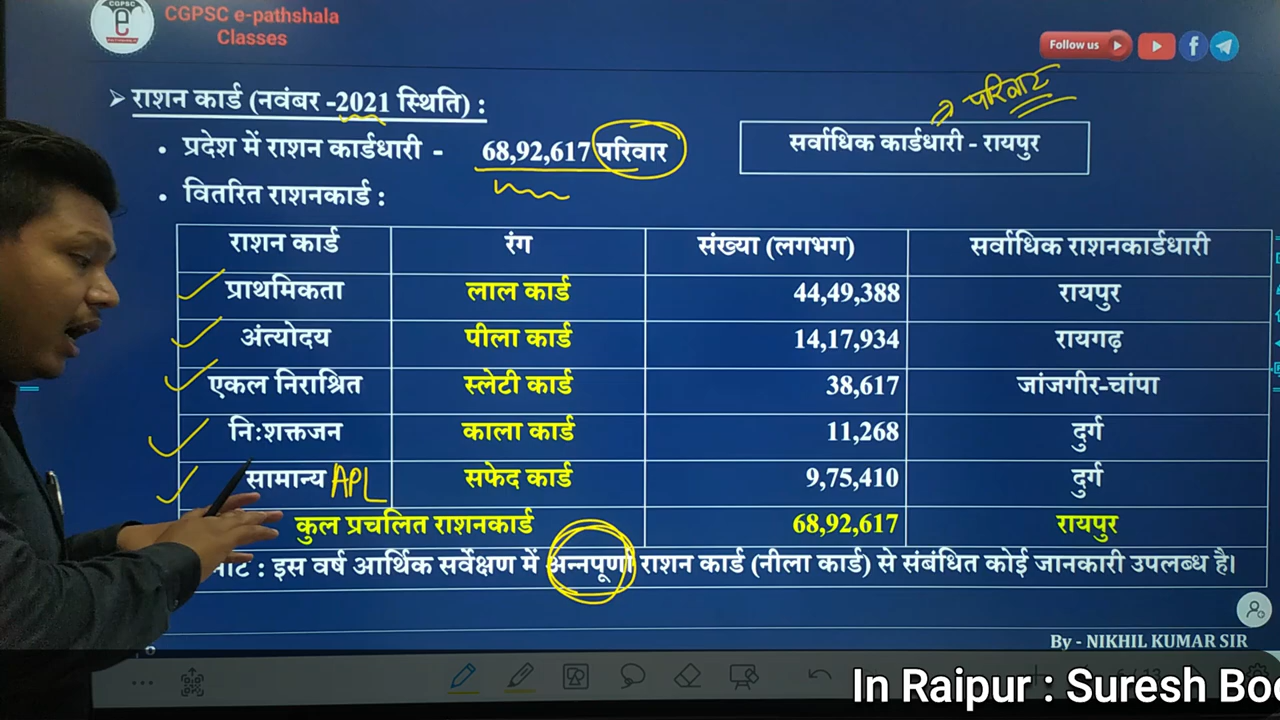 CGPSC
e
CGPSC e-pathshala
Classes
Follow us
➢ राशन कार्ड (नवंबर -2021 स्थिति) :
परिवार
• प्रदेश में राशन कार्डधारी - 68,92,617 परिवार
सर्वाधिक कार्डधारी - रायपुर
• वितरित राशनकार्ड :
राशन कार्ड रंग संख्या (लगभग) सर्वाधिक राशनकार्डधारी
प्राथमिकता लाल कार्ड 44,49,388 रायपुर
अंत्योदय पीला कार्ड 14,17,934 रायगढ़
एकल निराश्रित स्लेटी कार्ड 38,617 जांजगीर-चांपा
निःशक्तजन काला कार्ड 11,268 दुर्ग
सामान्य APL सफेद कार्ड 9,75,410 दुर्ग
कुल प्रचलित राशनकार्ड 68,92,617 रायपुर
: इस वर्ष आर्थिक सर्वेक्षण में अन्नपूर्णा राशन कार्ड (नीला कार्ड) से संबंधित कोई जानकारी उपलब्ध है।
By - NIKHIL KUMAR SIR
In Raipur : Suresh Boo